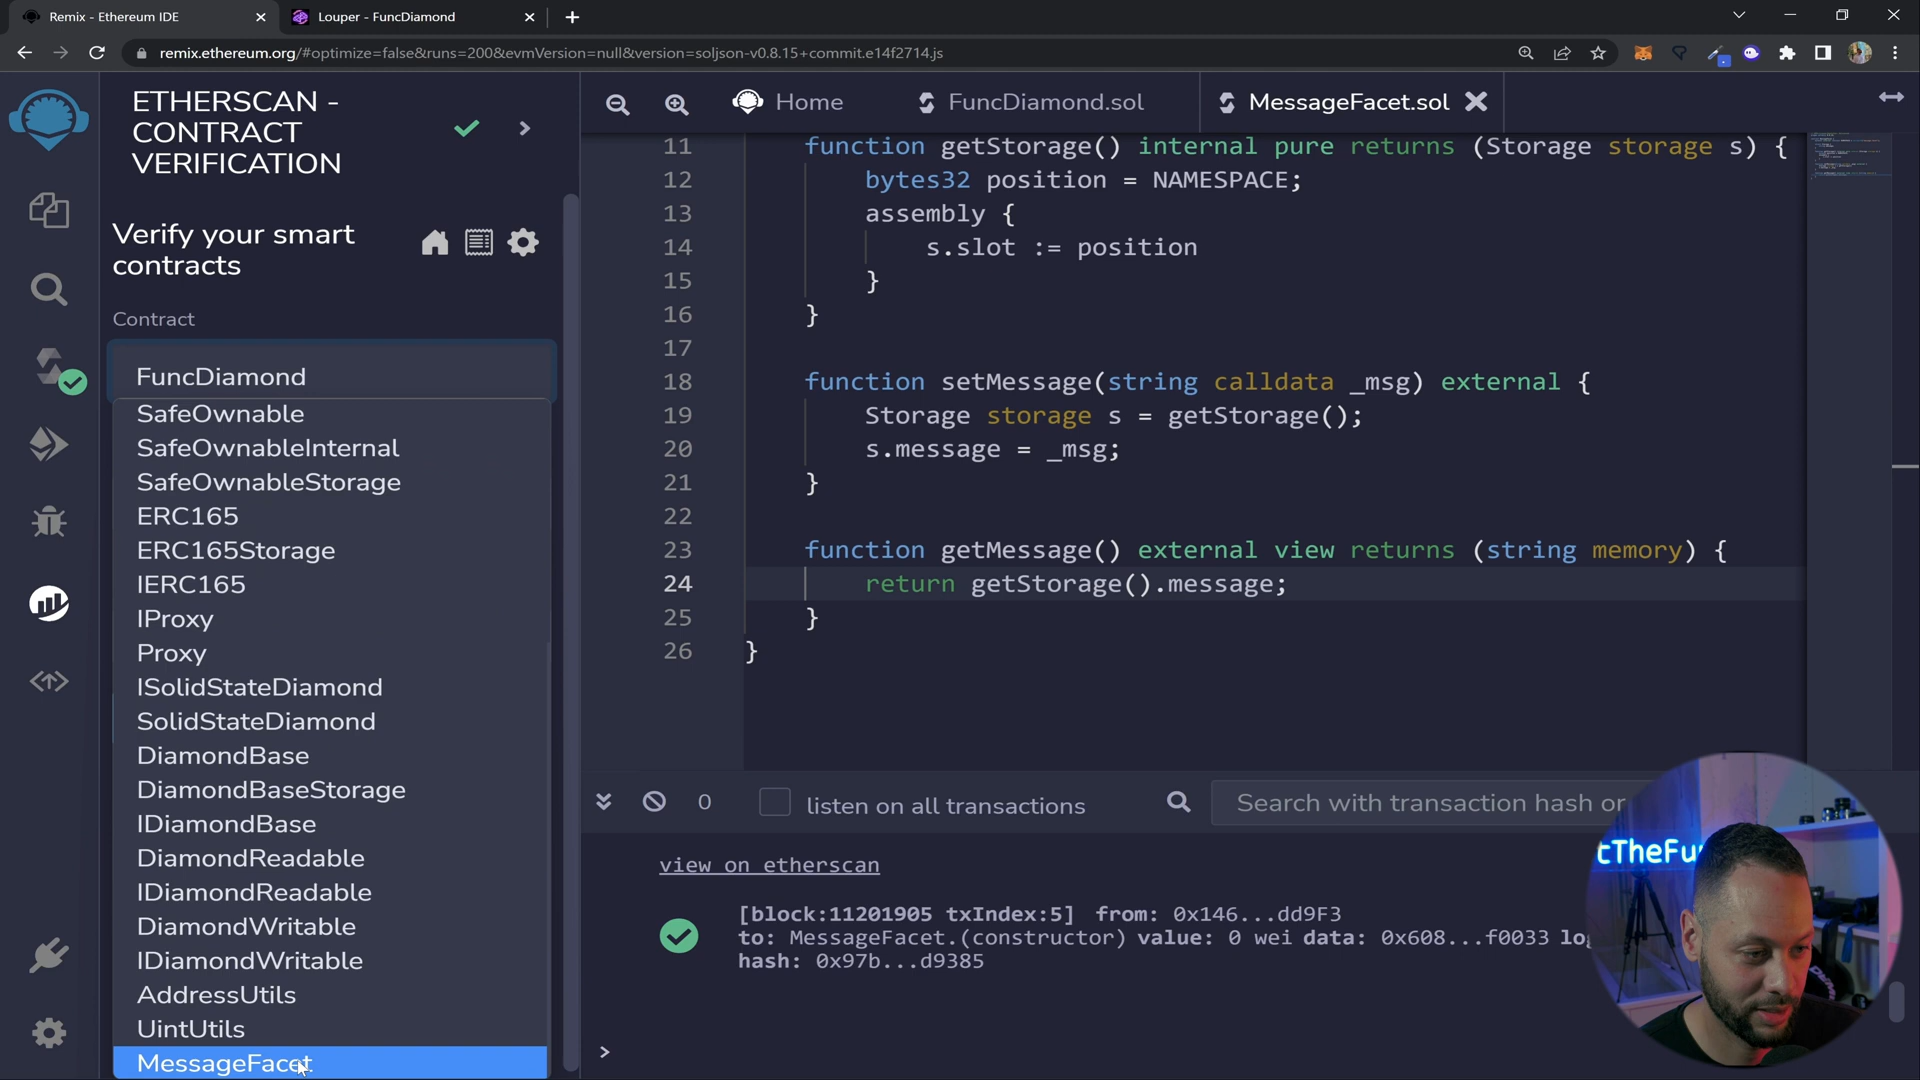 Remix - Ethereum IDE
Louper - FuncDiamond
remix.ethereum.org/#optimize=false&runs=200&evmVersion=null&version=soljson-v0.8.15+commit.e14f2714.js
ETHERSCAN -
CONTRACT
VERIFICATION
Verify your smart
contracts
Contract
FuncDiamond
SafeOwnable
SafeOwnableInternal
SafeOwnableStorage
ERC165
ERC165Storage
IERC165
IProxy
Proxy
ISolidStateDiamond
SolidStateDiamond
DiamondBase
DiamondBaseStorage
IDiamondBase
DiamondReadable
IDiamondReadable
DiamondWritable
IDiamondWritable
AddressUtils
UintUtils
MessageFacet
Home
FuncDiamond.sol
MessageFacet.sol
11 function getStorage() internal pure returns (Storage storage s) {
12 bytes32 position = NAMESPACE;
13 assembly {
14 s.slot := position
15 }
16 }
17
18 function setMessage(string calldata _msg) external {
19 Storage storage s = getStorage();
20 s.message = _msg;
21 }
22
23 function getMessage() external view returns (string memory) {
24 return getStorage().message;
25 }
26 }
0
listen on all transactions
Search with transaction hash or
view on etherscan
[block:11201905 txIndex:5] from: 0x146...dd9F3
to: MessageFacet.(constructor) value: 0 wei data: 0x608...f0033
hash: 0x97b...d9385
>